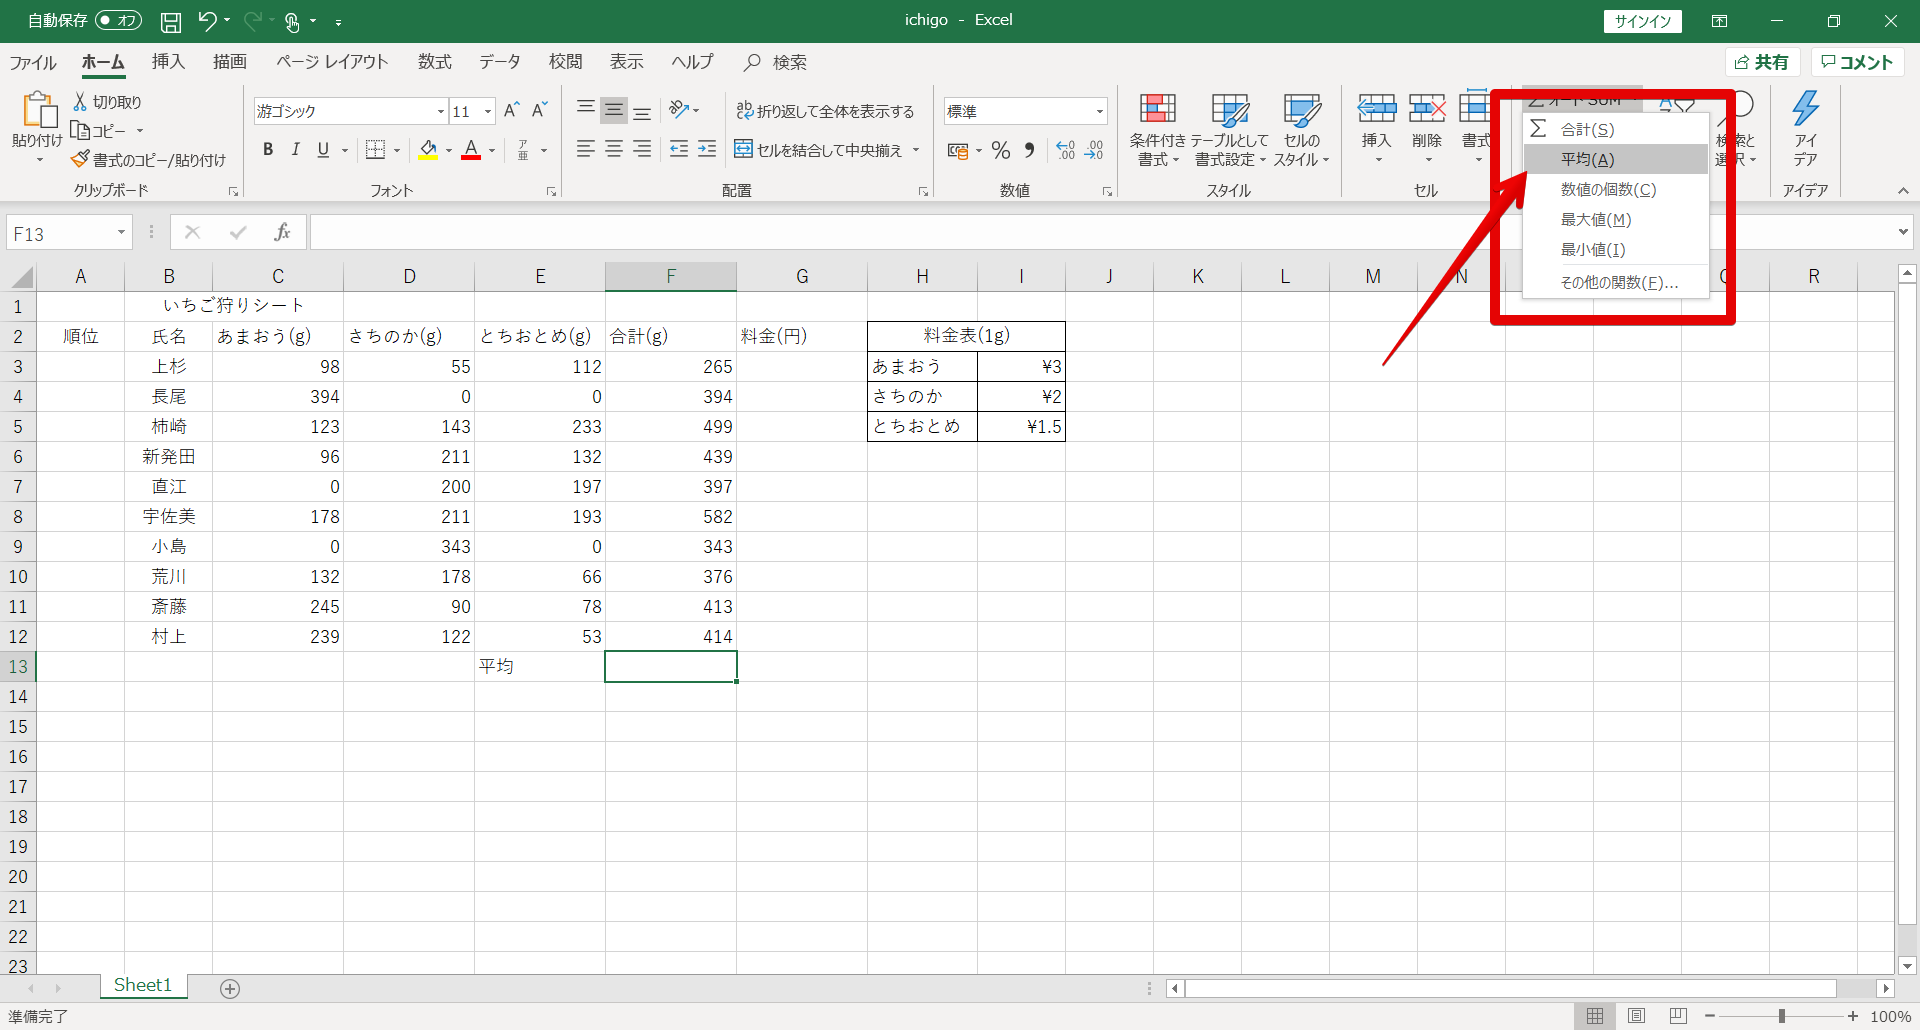 自動保存 オフ
ichigo - Excel
サインイン
ファイル ホーム 挿入 描画 ページ レイアウト 数式 データ 校閲 表示 ヘルプ 検索
共有 コメント
貼り付け
切り取り
コピー
書式のコピー/貼り付け
クリップボード
游ゴシック 11
B I U
フォント
折り返して全体を表示する
セルを結合して中央揃え
配置
標準
数値
条件付き書式
テーブルとして書式設定
セルのスタイル
スタイル
挿入 削除 書式
セル
オート SUM
合計(S)
平均(A)
数値の個数(C)
最大値(M)
最小値(I)
その他の関数(F)...
検索と
選択
アイ
デア
アイデア
F13
fx
A B C D E F G H I J K L M N Q R
1 いちご狩りシート
2 順位 氏名 あまおう(g) さちのか(g) とちおとめ(g) 合計(g) 料金(円) 料金表(1g)
3 上杉 98 55 112 265 あまおう ¥3
4 長尾 394 0 0 394 さちのか ¥2
5 柿崎 123 143 233 499 とちおとめ ¥1.5
6 新発田 96 211 132 439
7 直江 0 200 197 397
8 宇佐美 178 211 193 582
9 小島 0 343 0 343
10 荒川 132 178 66 376
11 斎藤 245 90 78 413
12 村上 239 122 53 414
13 平均
14
15
16
17
18
19
20
21
22
23
Sheet1
準備完了
100%